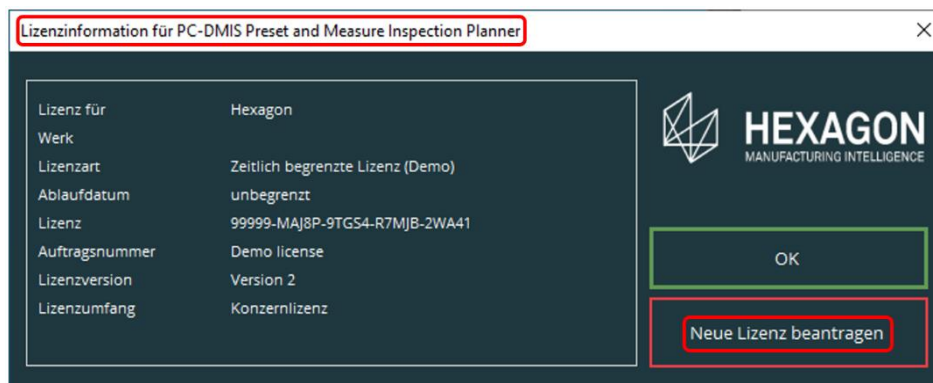 Lizenzinformation für PC-DMIS Preset and Measure Inspection Planner
Lizenz für Hexagon
Werk
Lizenzart Zeitlich begrenzte Lizenz (Demo)
Ablaufdatum unbegrenzt
Lizenz 99999-MAJ8P-9TGS4-R7MJB-2WA41
Auftragsnummer Demo license
Lizenzversion Version 2
Lizenzumfang Konzernlizenz
HEXAGON
MANUFACTURING INTELLIGENCE
OK
Neue Lizenz beantragen